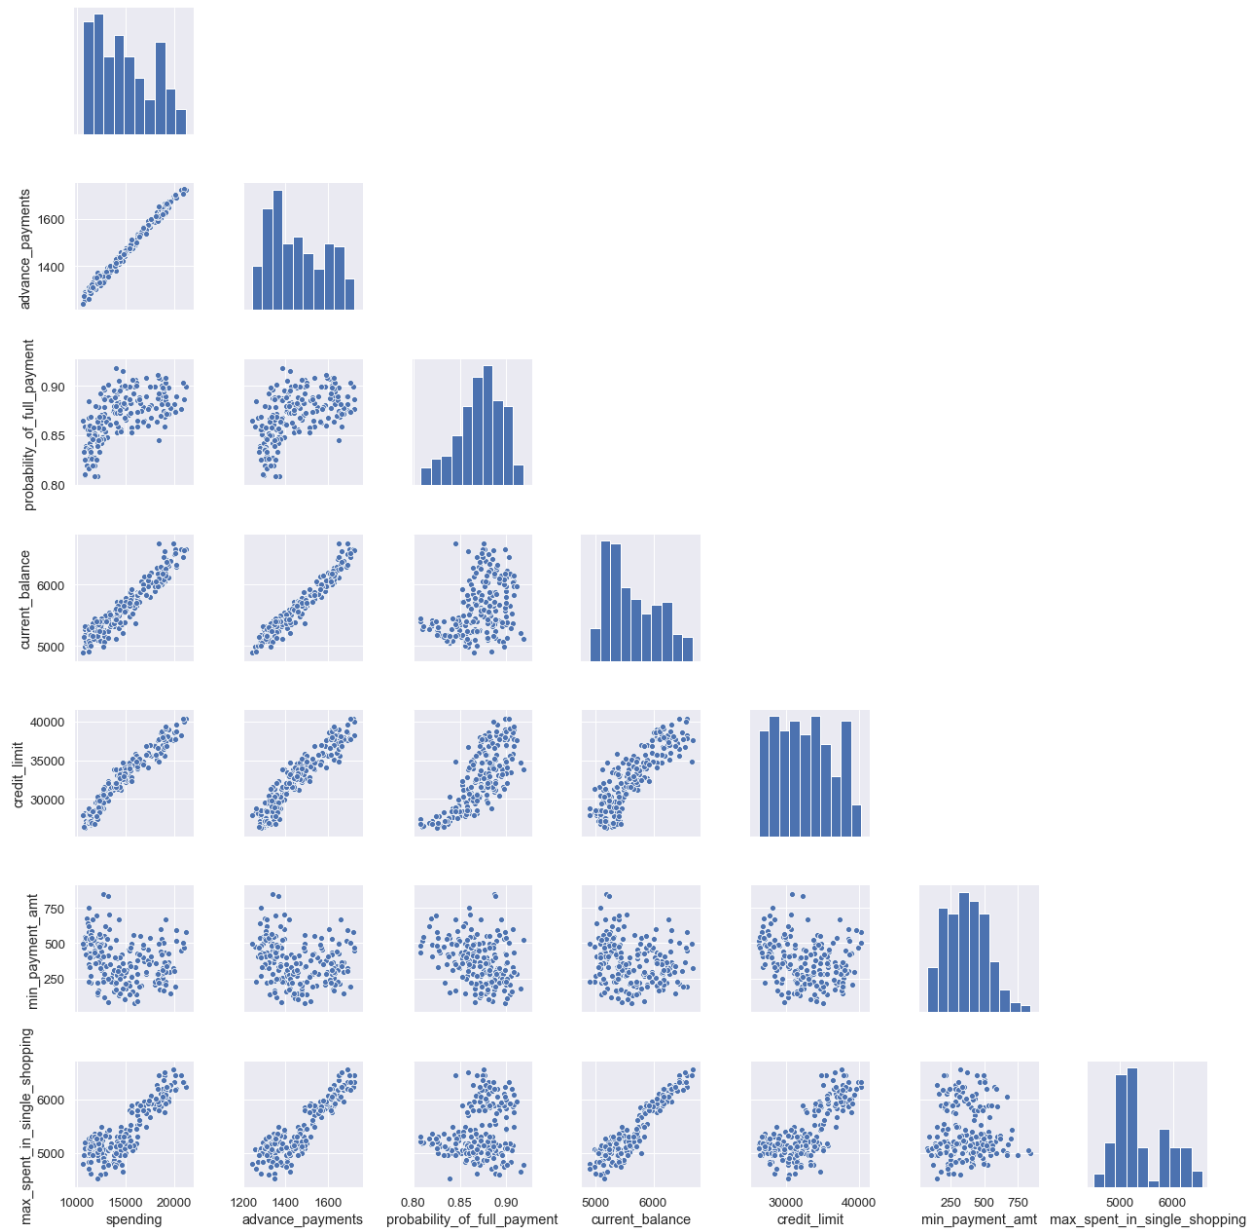 advance_payments
1600
1400
probability_of_full_payment
0.90
0.85
0.80
current_balance
6000
5000
credit_limit
40000
35000
30000
min_payment_amt
750
500
250
max_spent_in_single_shopping
6000
5000
10000 15000 20000 1200 1400 1600 0.80 0.85 0.90 5000 6000 30000 40000 250 500 750 5000 6000
spending advance_payments probability_of_full_payment current_balance credit_limit min_payment_amt max_spent_in_single_shopping